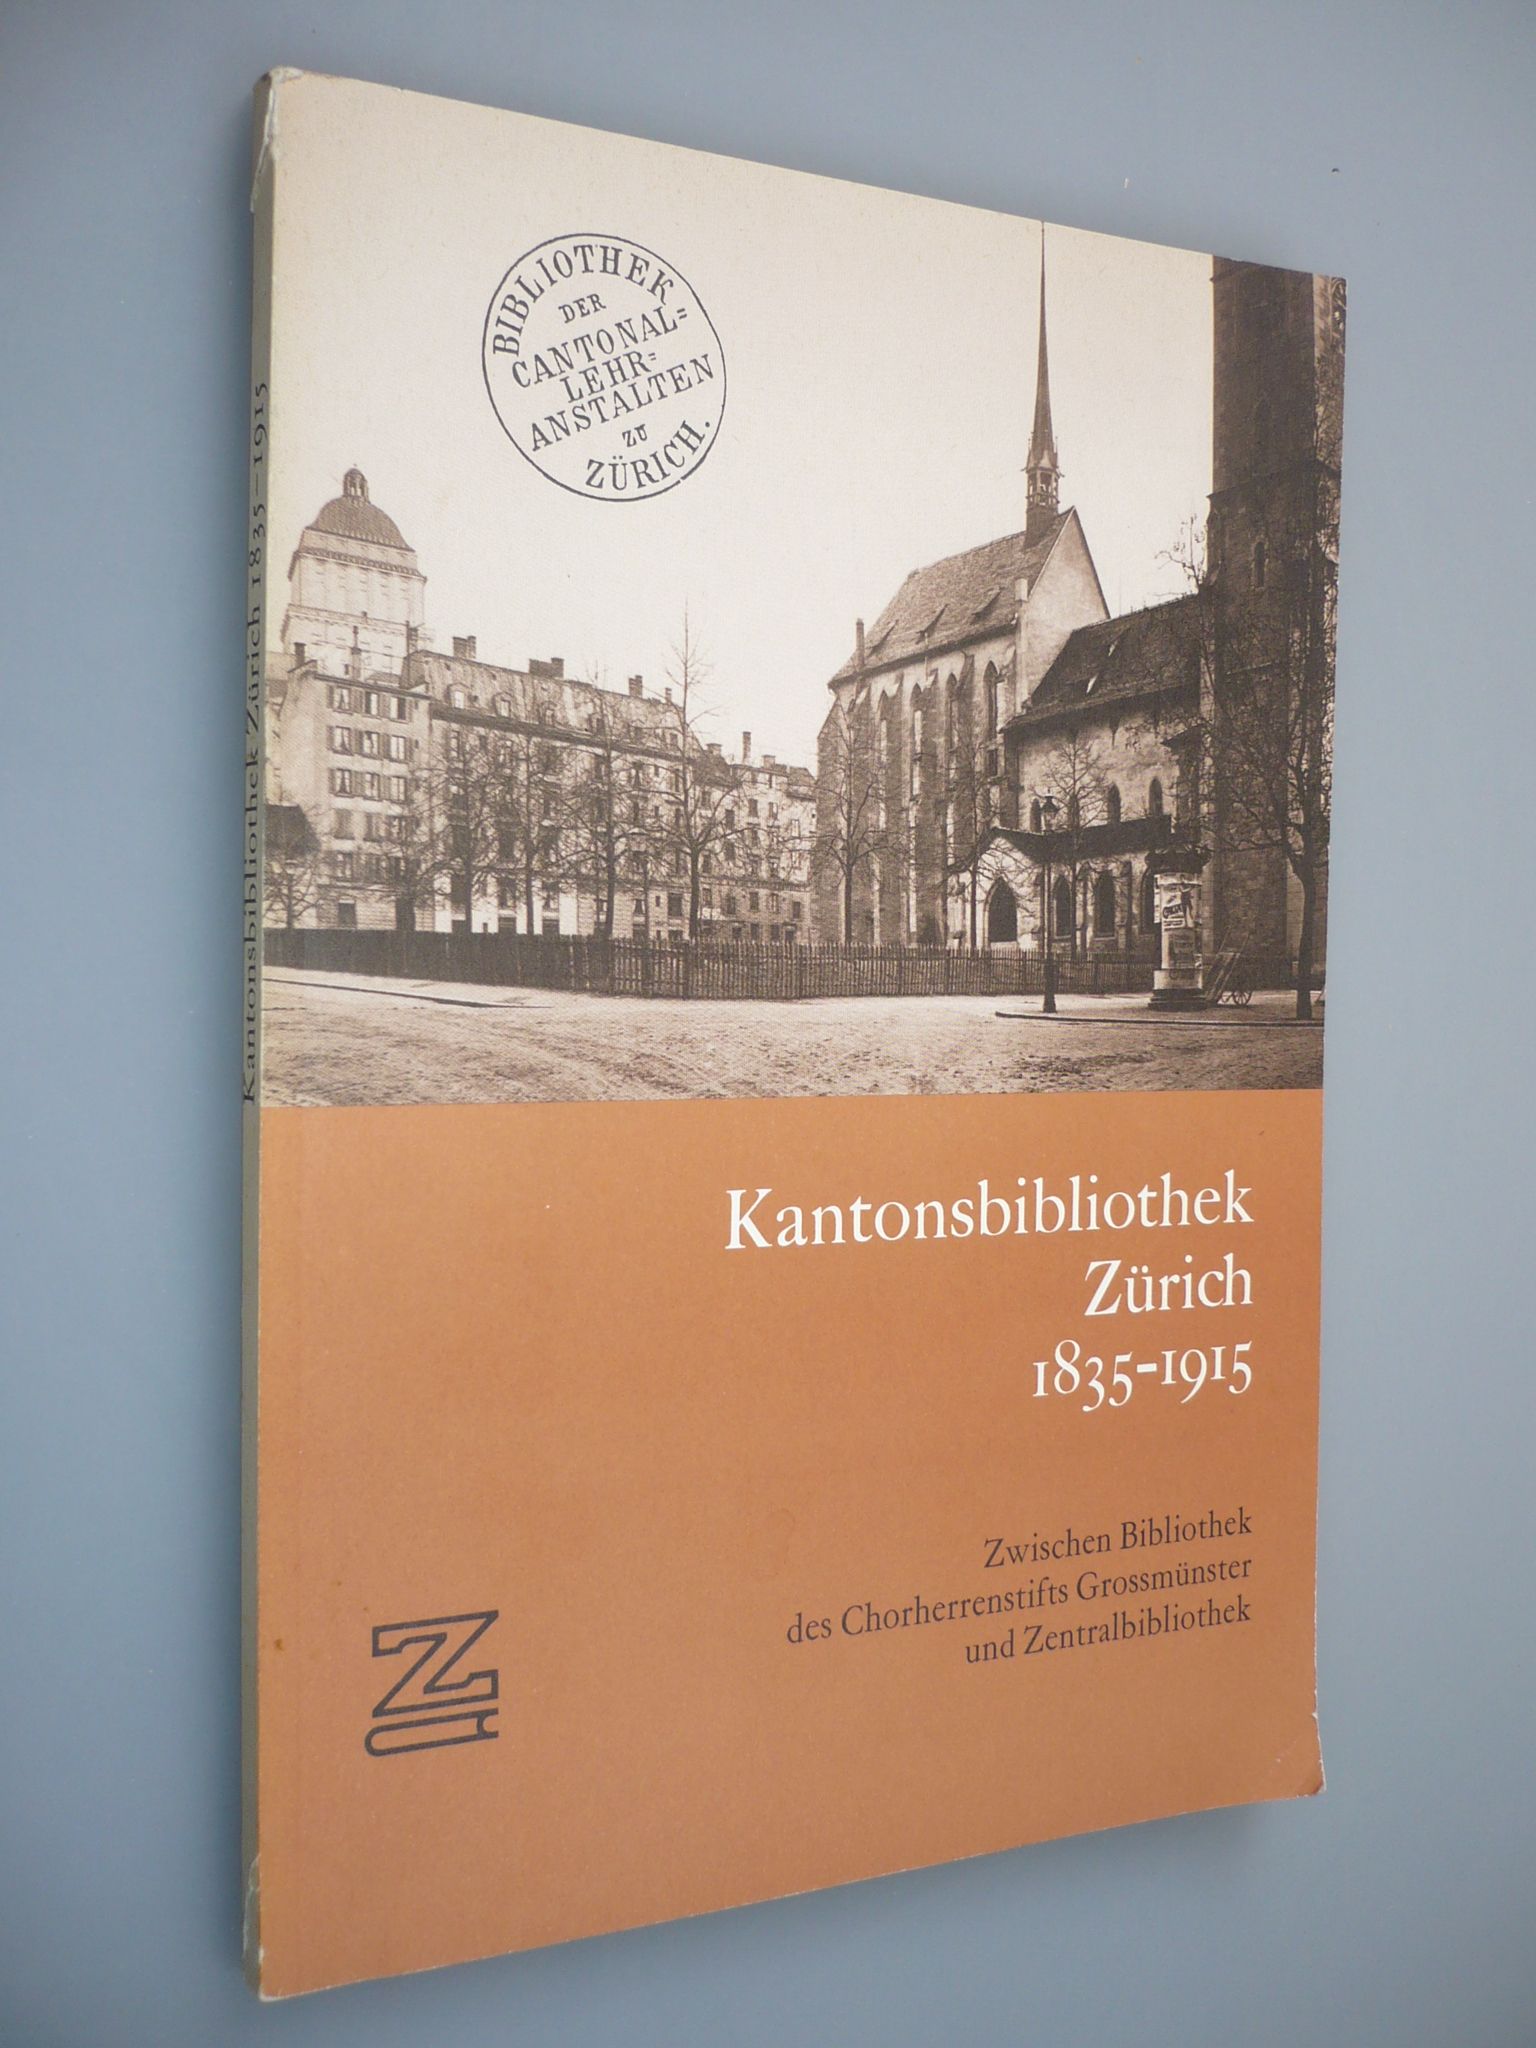 BIBLIOTHEK
DER
CANTONAL=
LEHR=
ANSTALTEN
ZU
ZÜRICH.
Kantonsbibliothek Zürich 1835–1915
Kantonsbibliothek
Zürich
1835-1915
Zwischen Bibliothek
des Chorherrenstifts Grossmünster
und Zentralbibliothek
Z